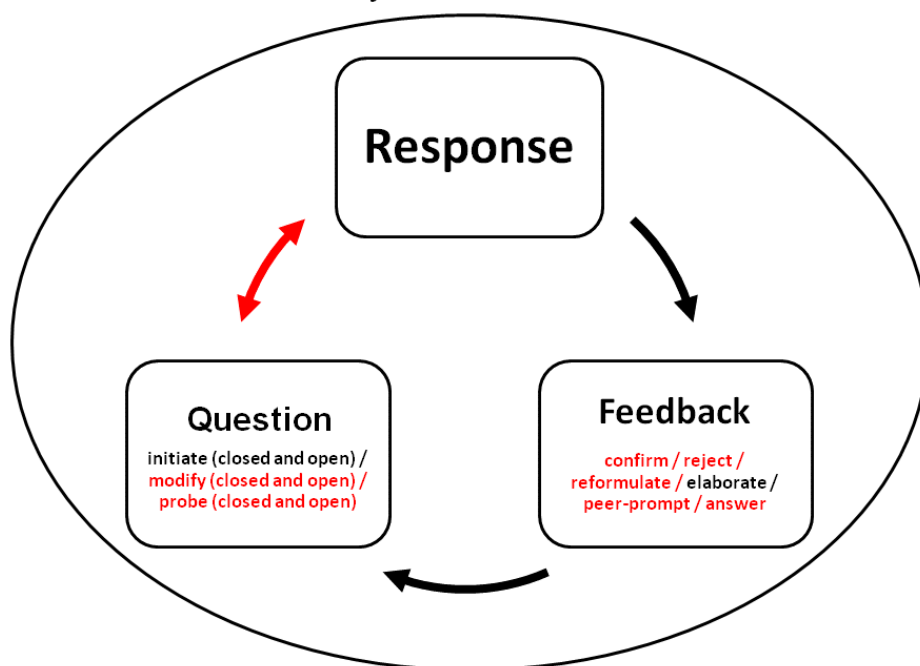 Response
Question
initiate (closed and open) /
modify (closed and open) /
probe (closed and open)
Feedback
confirm / reject /
reformulate / elaborate /
peer-prompt / answer